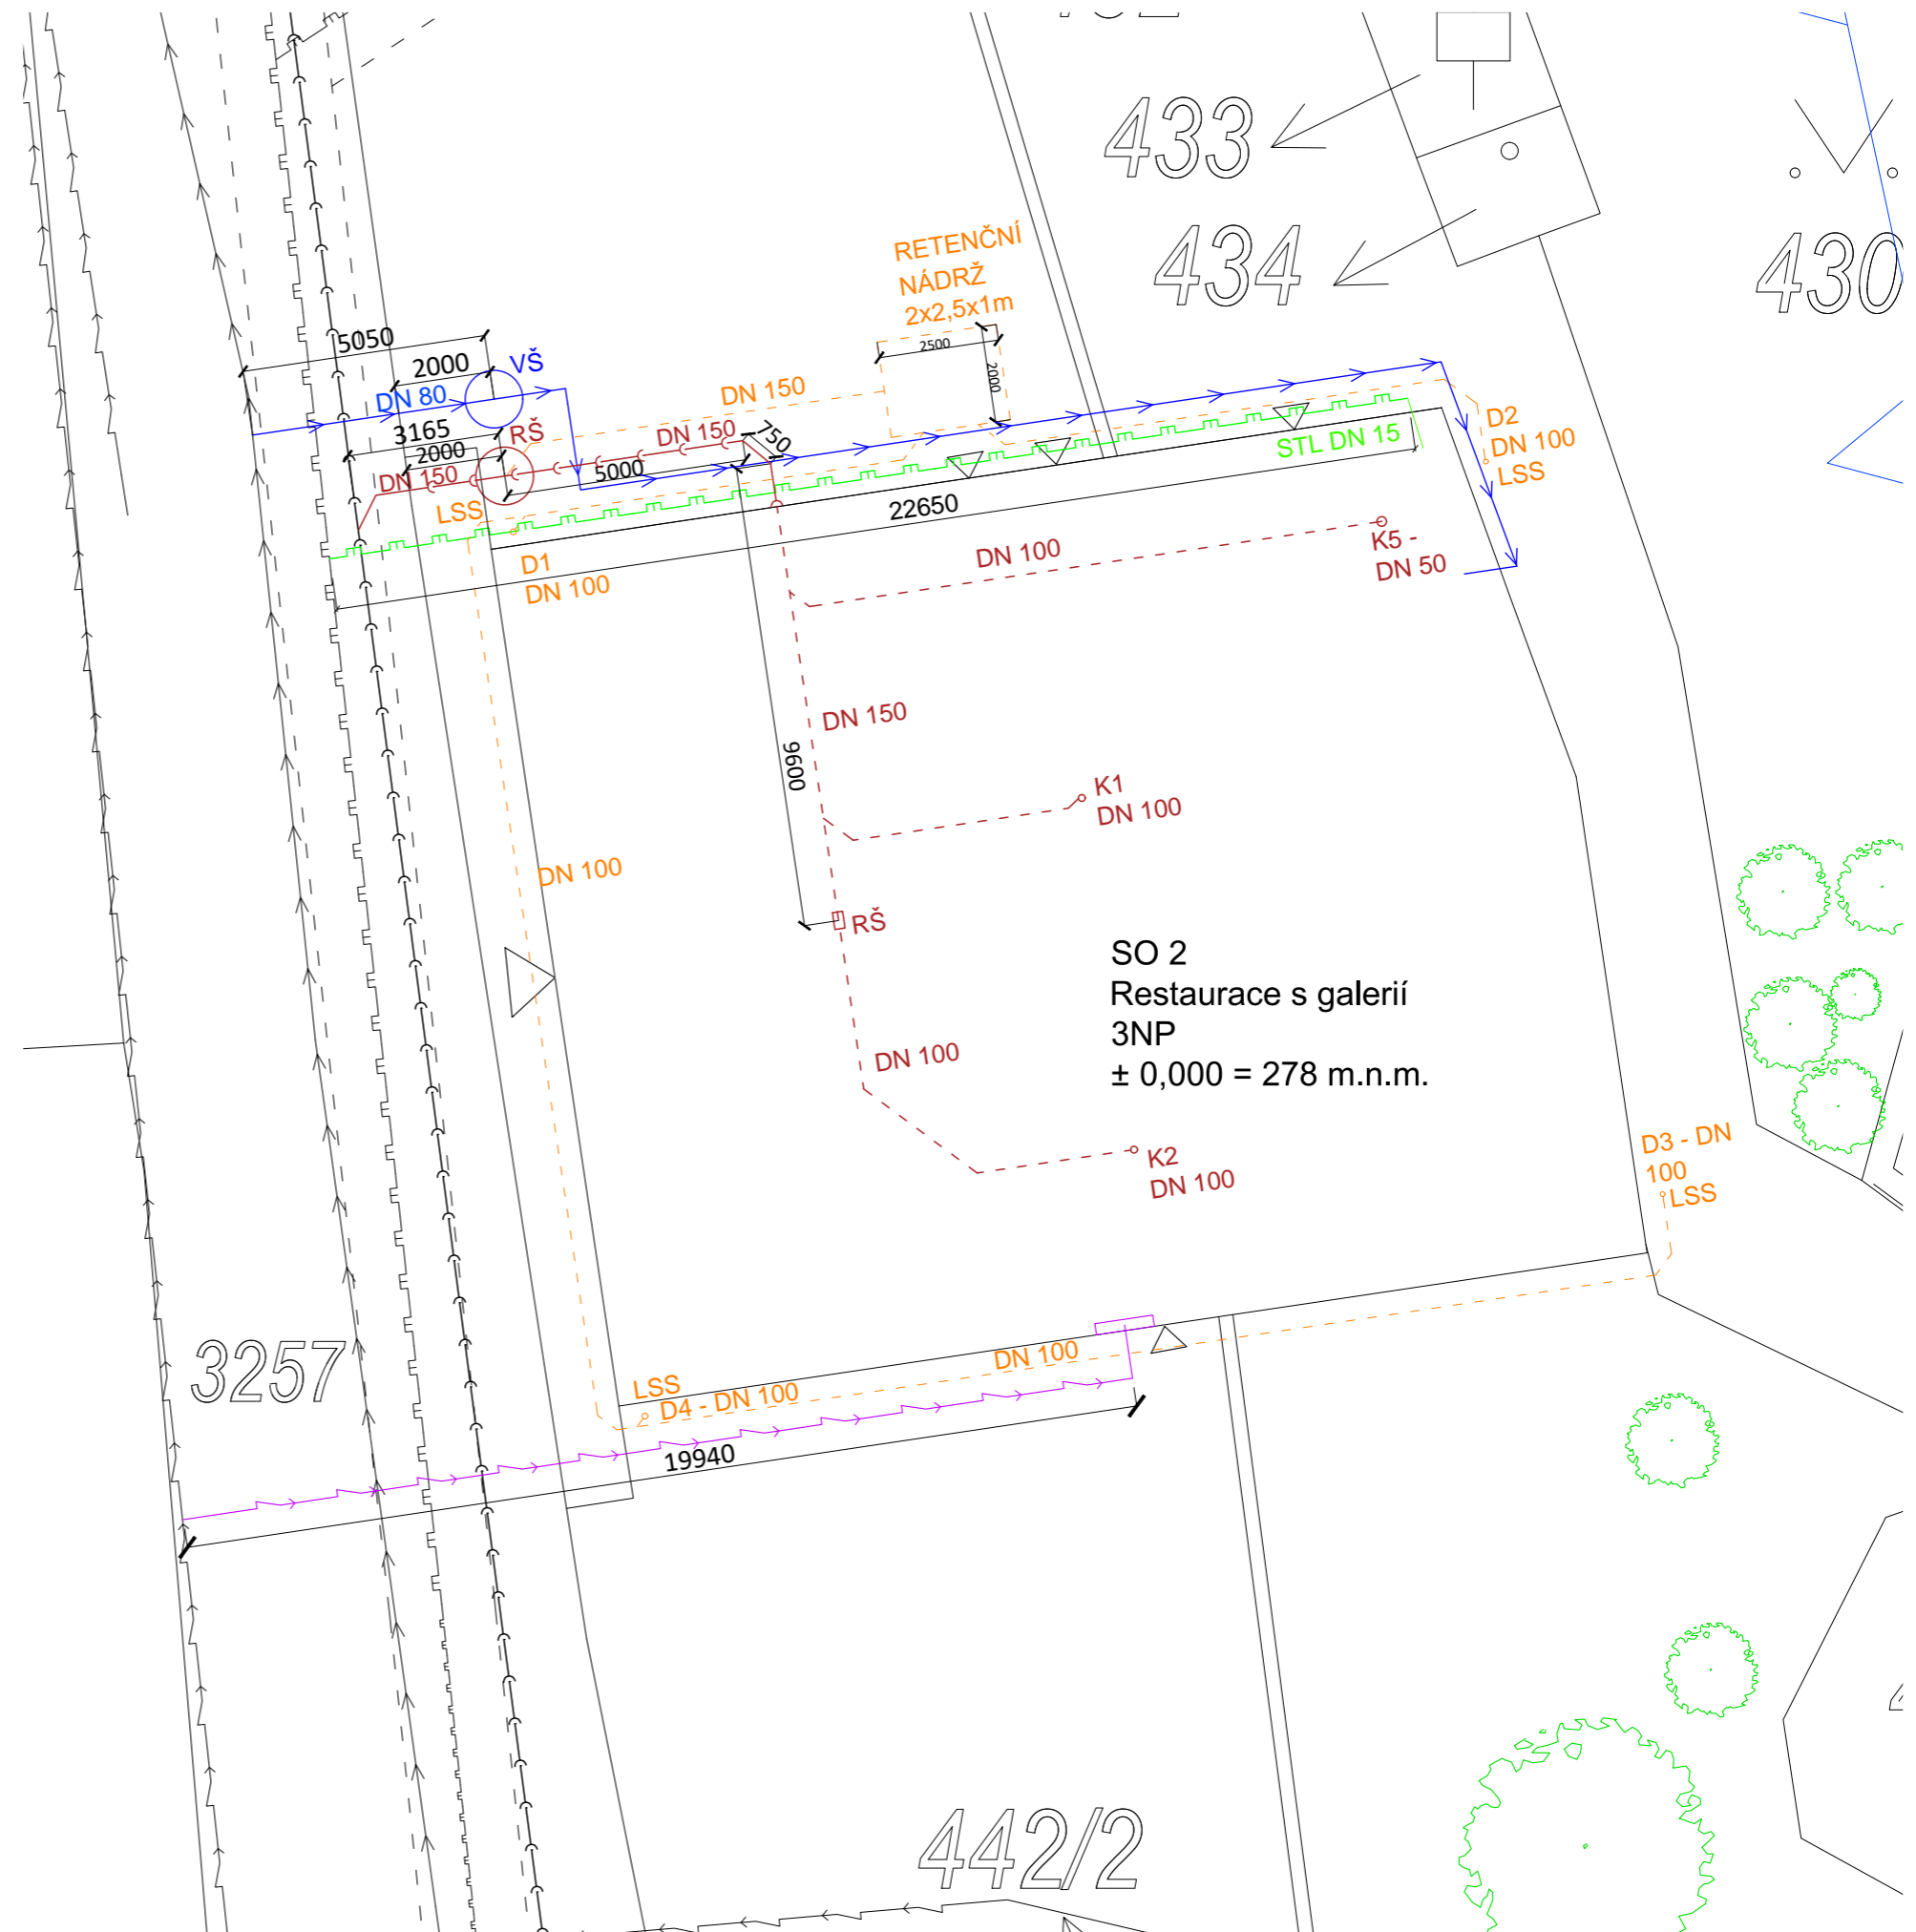 433
434
430
RETENČNÍ
NÁDRŽ
2x2,5x1m
2500
2000
5050
2000
VŠ
DN 80
DN 150
3165
RŠ
DN 150
750
2000
5000
DN 150
LSS
STL DN 15
D2
DN 100
LSS
22650
D1
DN 100
DN 100
K5 -
DN 50
DN 150
9600
K1
DN 100
DN 100
RŠ
SO 2
Restaurace s galerií
3NP
± 0,000 = 278 m.n.m.
DN 100
K2
DN 100
D3 - DN
100
LSS
3257
DN 100
LSS
D4 - DN 100
19940
442/2